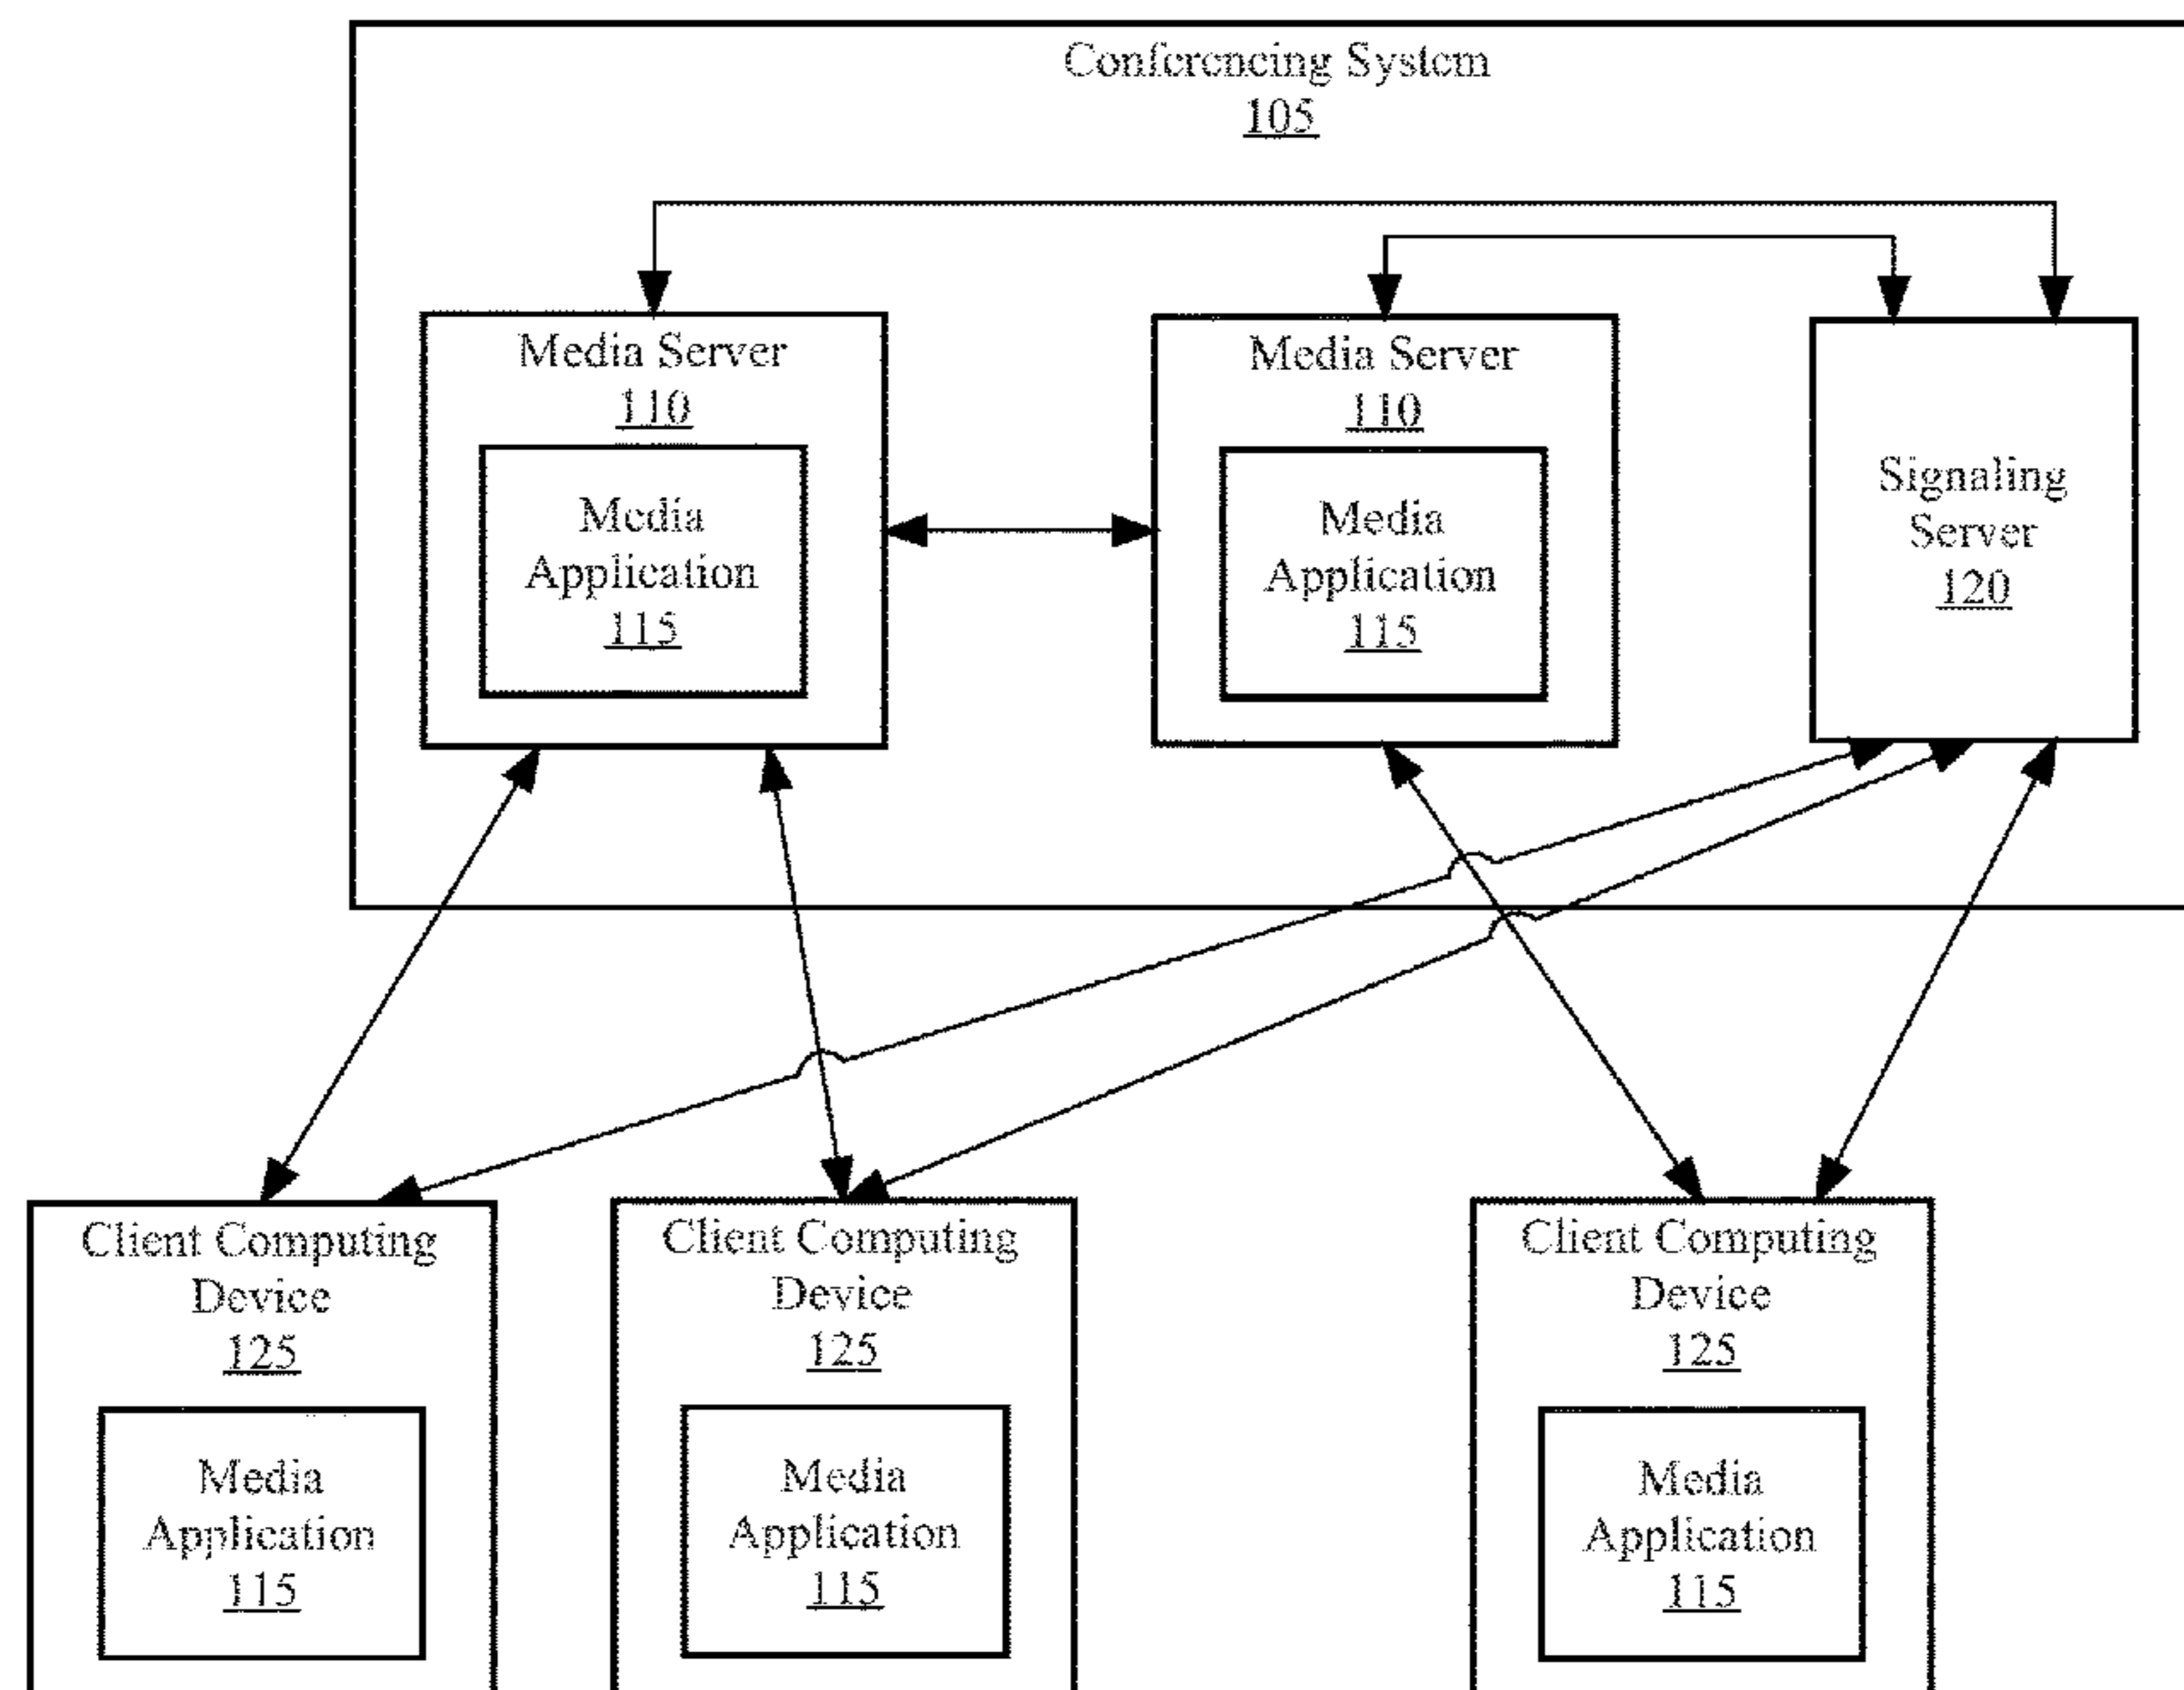 Conferencing System
105
Media Server
110
Media
Application
115
Media Server
110
Media
Application
115
Signaling
Server
120
Client Computing
Device
125
Media
Application
115
Client Computing
Device
125
Media
Application
115
Client Computing
Device
125
Media
Application
115